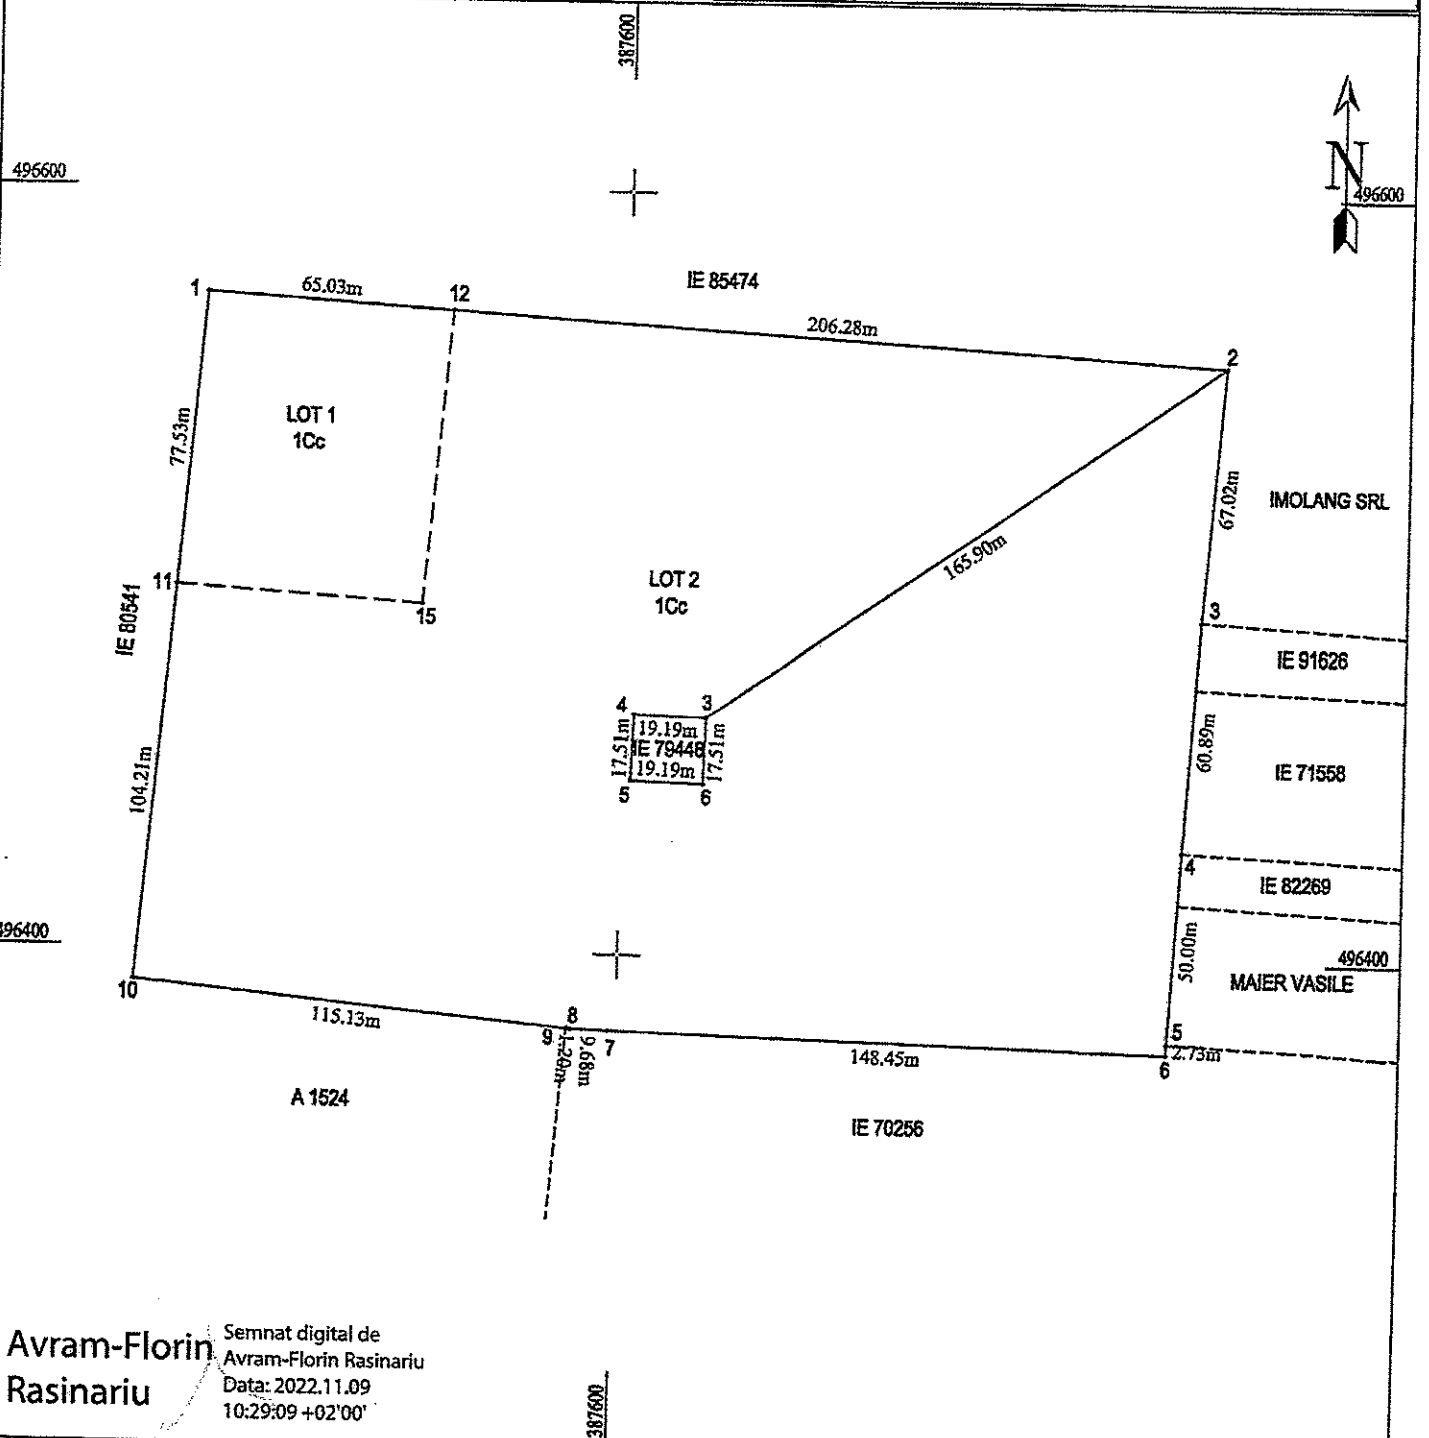 387600
496600
N
496600
IE 85474
1
65.03m
12
206.28m
2
LOT 1
1Cc
77.53m
67.02m
IMOLANG SRL
165.90m
LOT 2
1Cc
11
15
IE 80541
3
IE 91626
4
3
19.19m
17.51m
IE 79448
17.51m
19.19m
5
6
60.89m
IE 71558
104.21m
4
IE 82269
496400
50.00m
496400
MAIER VASILE
10
115.13m
8
9
7
1.20m
9.68m
148.45m
5
2.73m
6
A 1524
IE 70256
Avram-Florin
Rasinariu
Semnat digital de
Avram-Florin Rasinariu
Data: 2022.11.09
10:29:09 +02'00'
387600